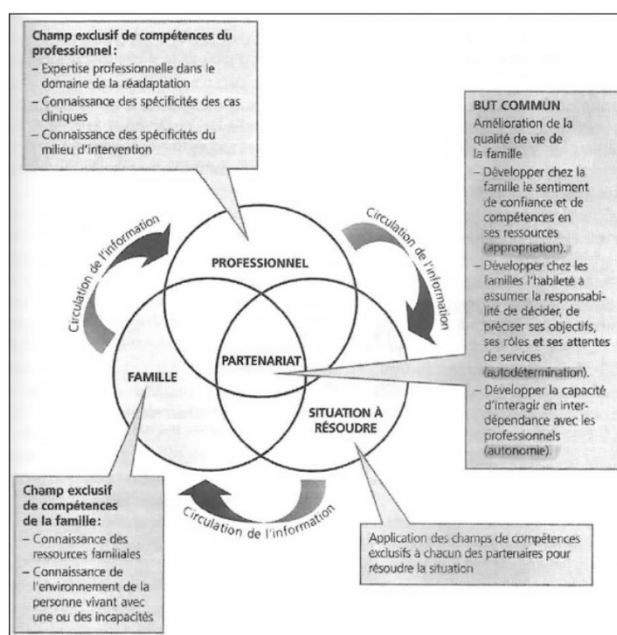 Champ exclusif de compétences du
professionnel :
– Expertise professionnelle dans le
domaine de la réadaptation
– Connaissance des spécificités des cas
cliniques
– Connaissance des spécificités du
milieu d'intervention
BUT COMMUN
Amélioration de la
qualité de vie de
la famille
– Développer chez la
famille le sentiment
de confiance et de
compétences en
ses ressources
(appropriation).
– Développer chez les
familles l'habileté à
assumer la responsabi-
lité de décider, de
préciser ses objectifs,
ses rôles et ses attentes
de services
(autodétermination).
– Développer la capacité
d'interagir en inter-
dépendance avec les
professionnels
(autonomie).
Circulation de l'information
Circulation de l'information
PROFESSIONNEL
PARTENARIAT
FAMILLE
SITUATION À
RÉSOUDRE
Circulation de l'information
Champ exclusif
de compétences
de la famille :
– Connaissance des
ressources familiales
– Connaissance de
l'environnement de la
personne vivant avec
une ou des incapacités
Application des champs de compétences
exclusifs à chacun des partenaires pour
résoudre la situation